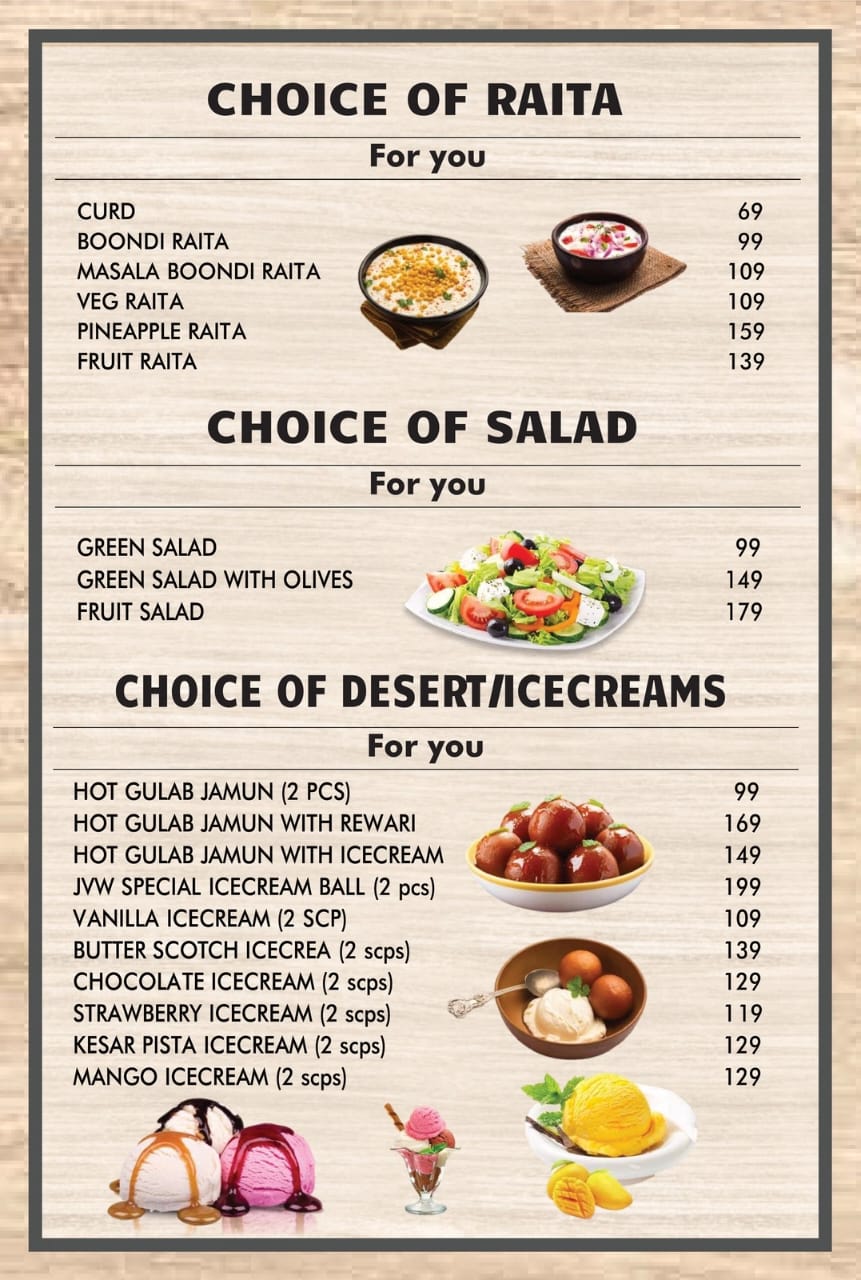 CHOICE OF RAITA
For you
CURD 69
BOONDI RAITA 99
MASALA BOONDI RAITA 109
VEG RAITA 109
PINEAPPLE RAITA 159
FRUIT RAITA 139
CHOICE OF SALAD
For you
GREEN SALAD 99
GREEN SALAD WITH OLIVES 149
FRUIT SALAD 179
CHOICE OF DESERT/ICECREAMS
For you
HOT GULAB JAMUN (2 PCS) 99
HOT GULAB JAMUN WITH REWARI 169
HOT GULAB JAMUN WITH ICECREAM 149
JVW SPECIAL ICECREAM BALL (2 pcs) 199
VANILLA ICECREAM (2 SCP) 109
BUTTER SCOTCH ICECREA (2 scps) 139
CHOCOLATE ICECREAM (2 scps) 129
STRAWBERRY ICECREAM (2 scps) 119
KESAR PISTA ICECREAM (2 scps) 129
MANGO ICECREAM (2 scps) 129